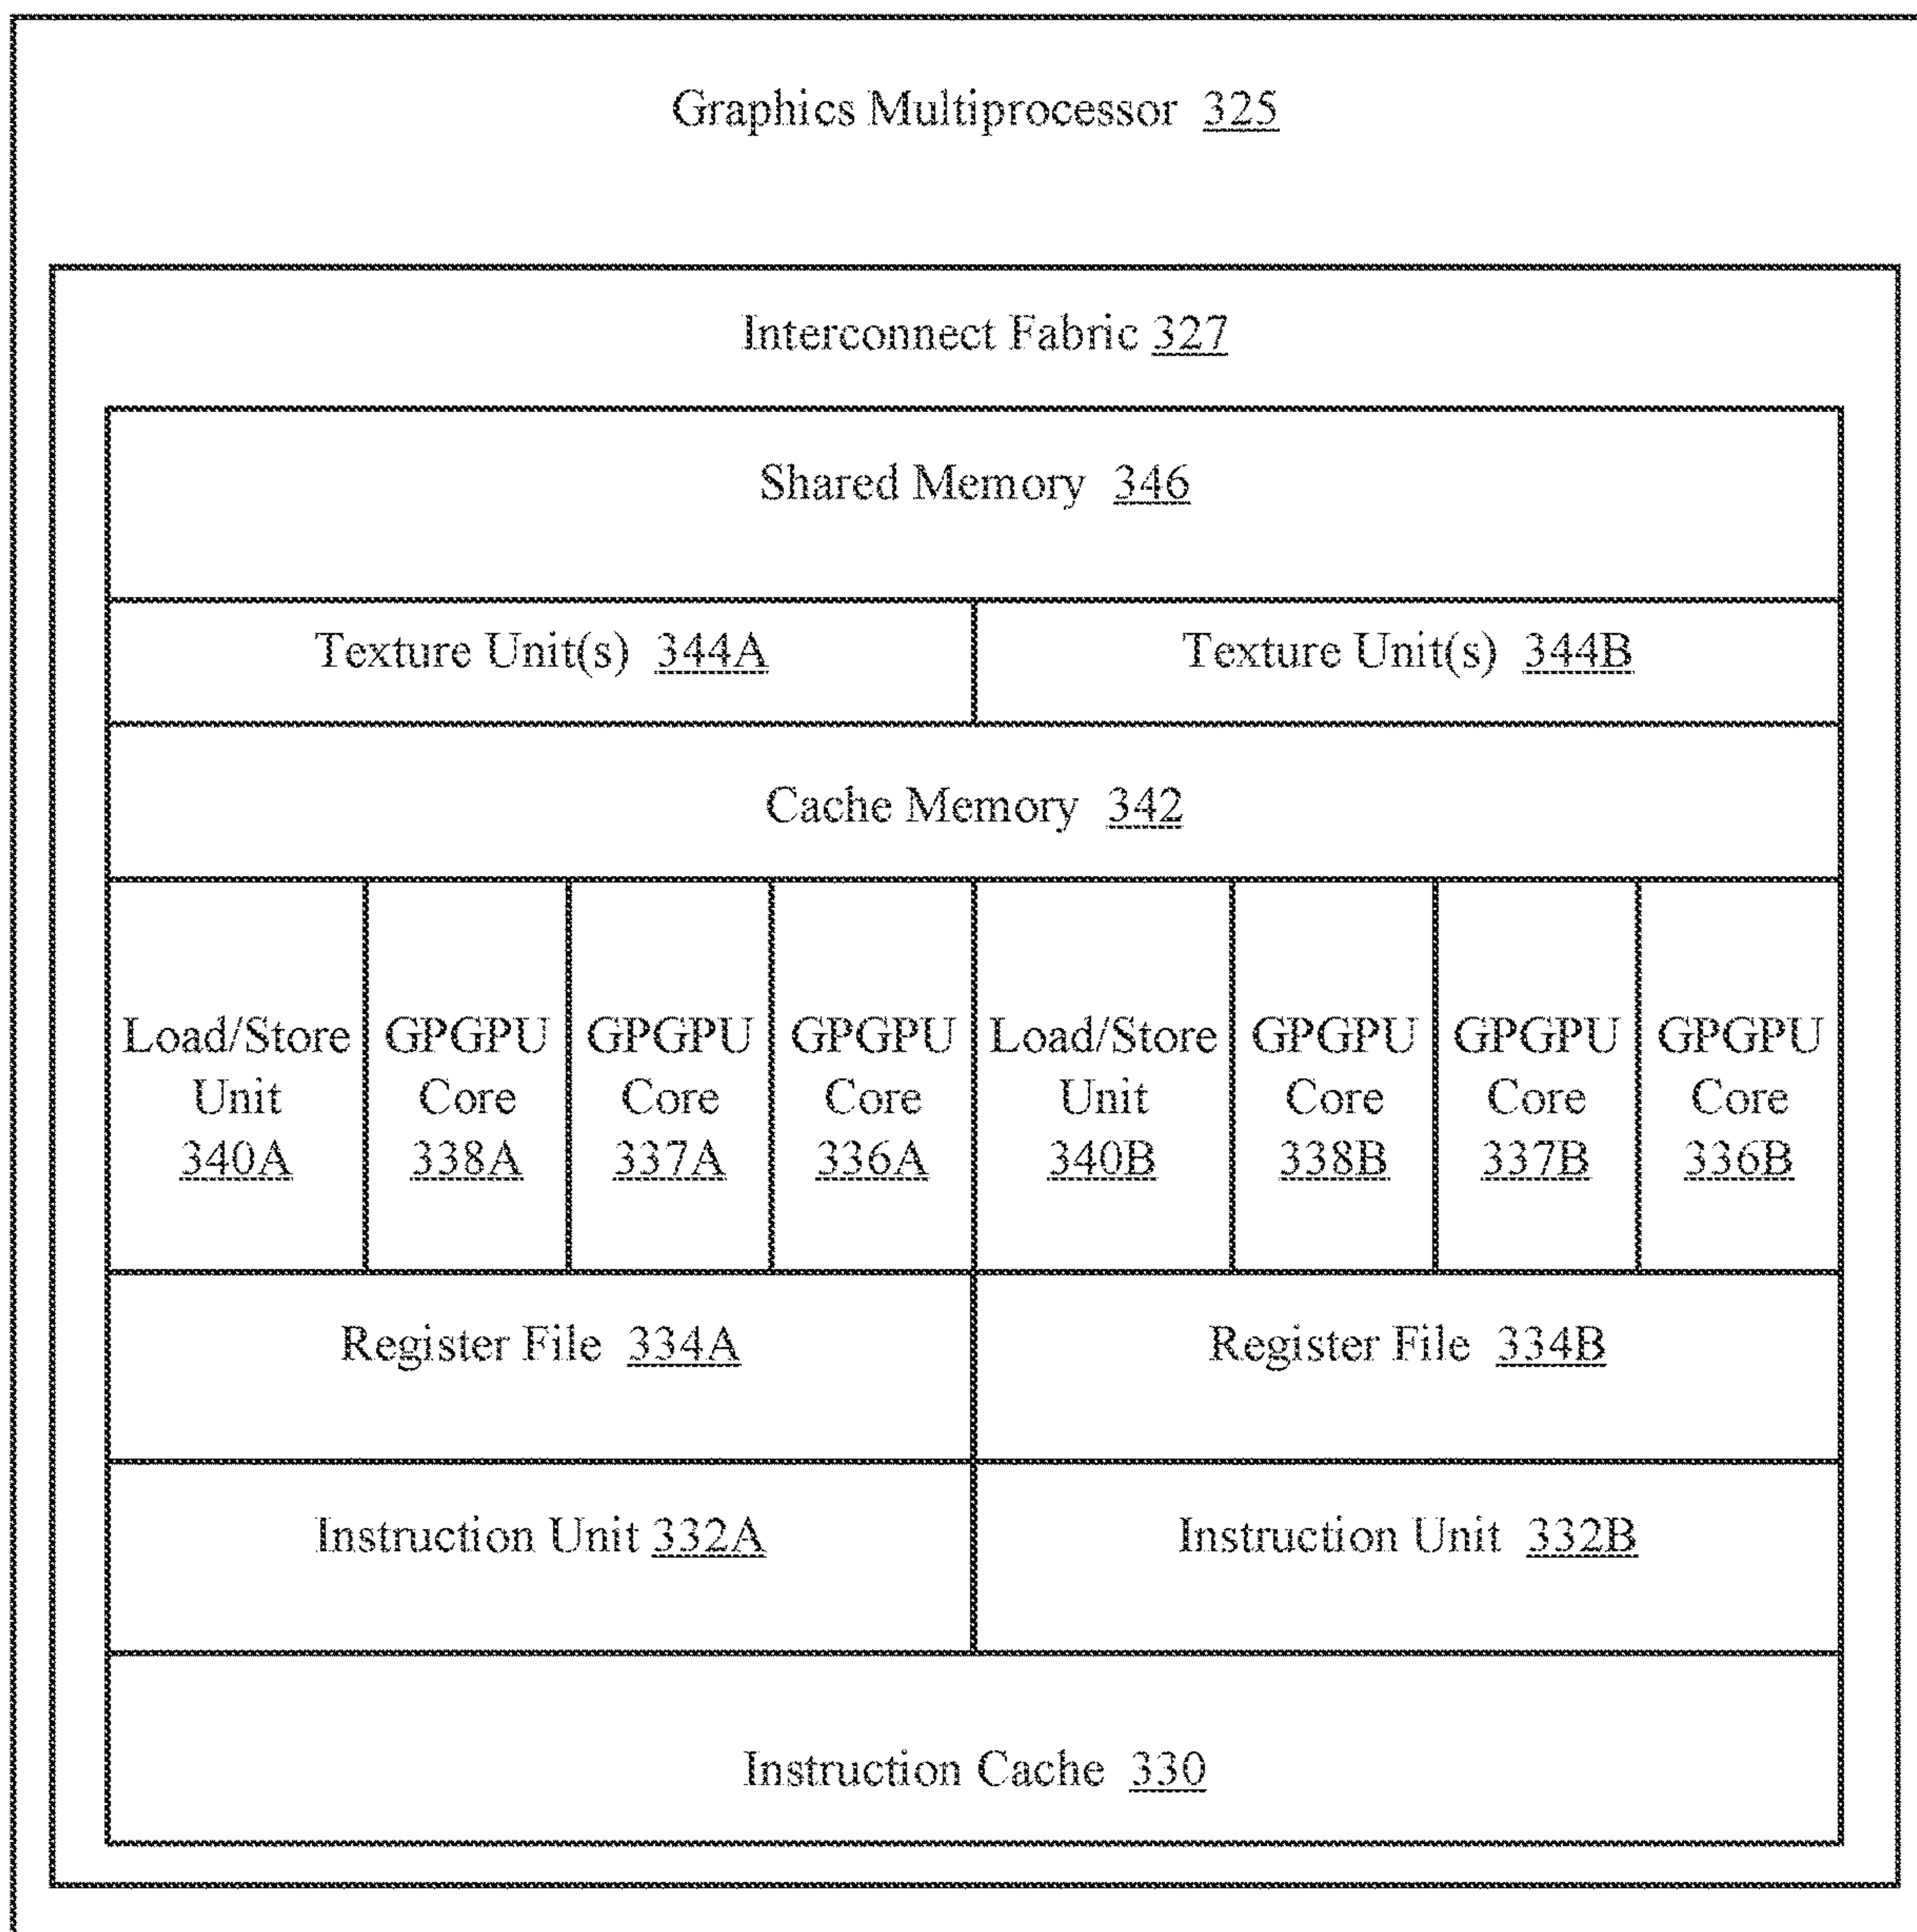 Graphics Multiprocessor 325
Interconnect Fabric 327
Shared Memory 346
Texture Unit(s) 344A
Texture Unit(s) 344B
Cache Memory 342
Load/Store
Unit
340A
GPGPU
Core
338A
GPGPU
Core
337A
GPGPU
Core
336A
Load/Store
Unit
340B
GPGPU
Core
338B
GPGPU
Core
337B
GPGPU
Core
336B
Register File 334A
Register File 334B
Instruction Unit 332A
Instruction Unit 332B
Instruction Cache 330